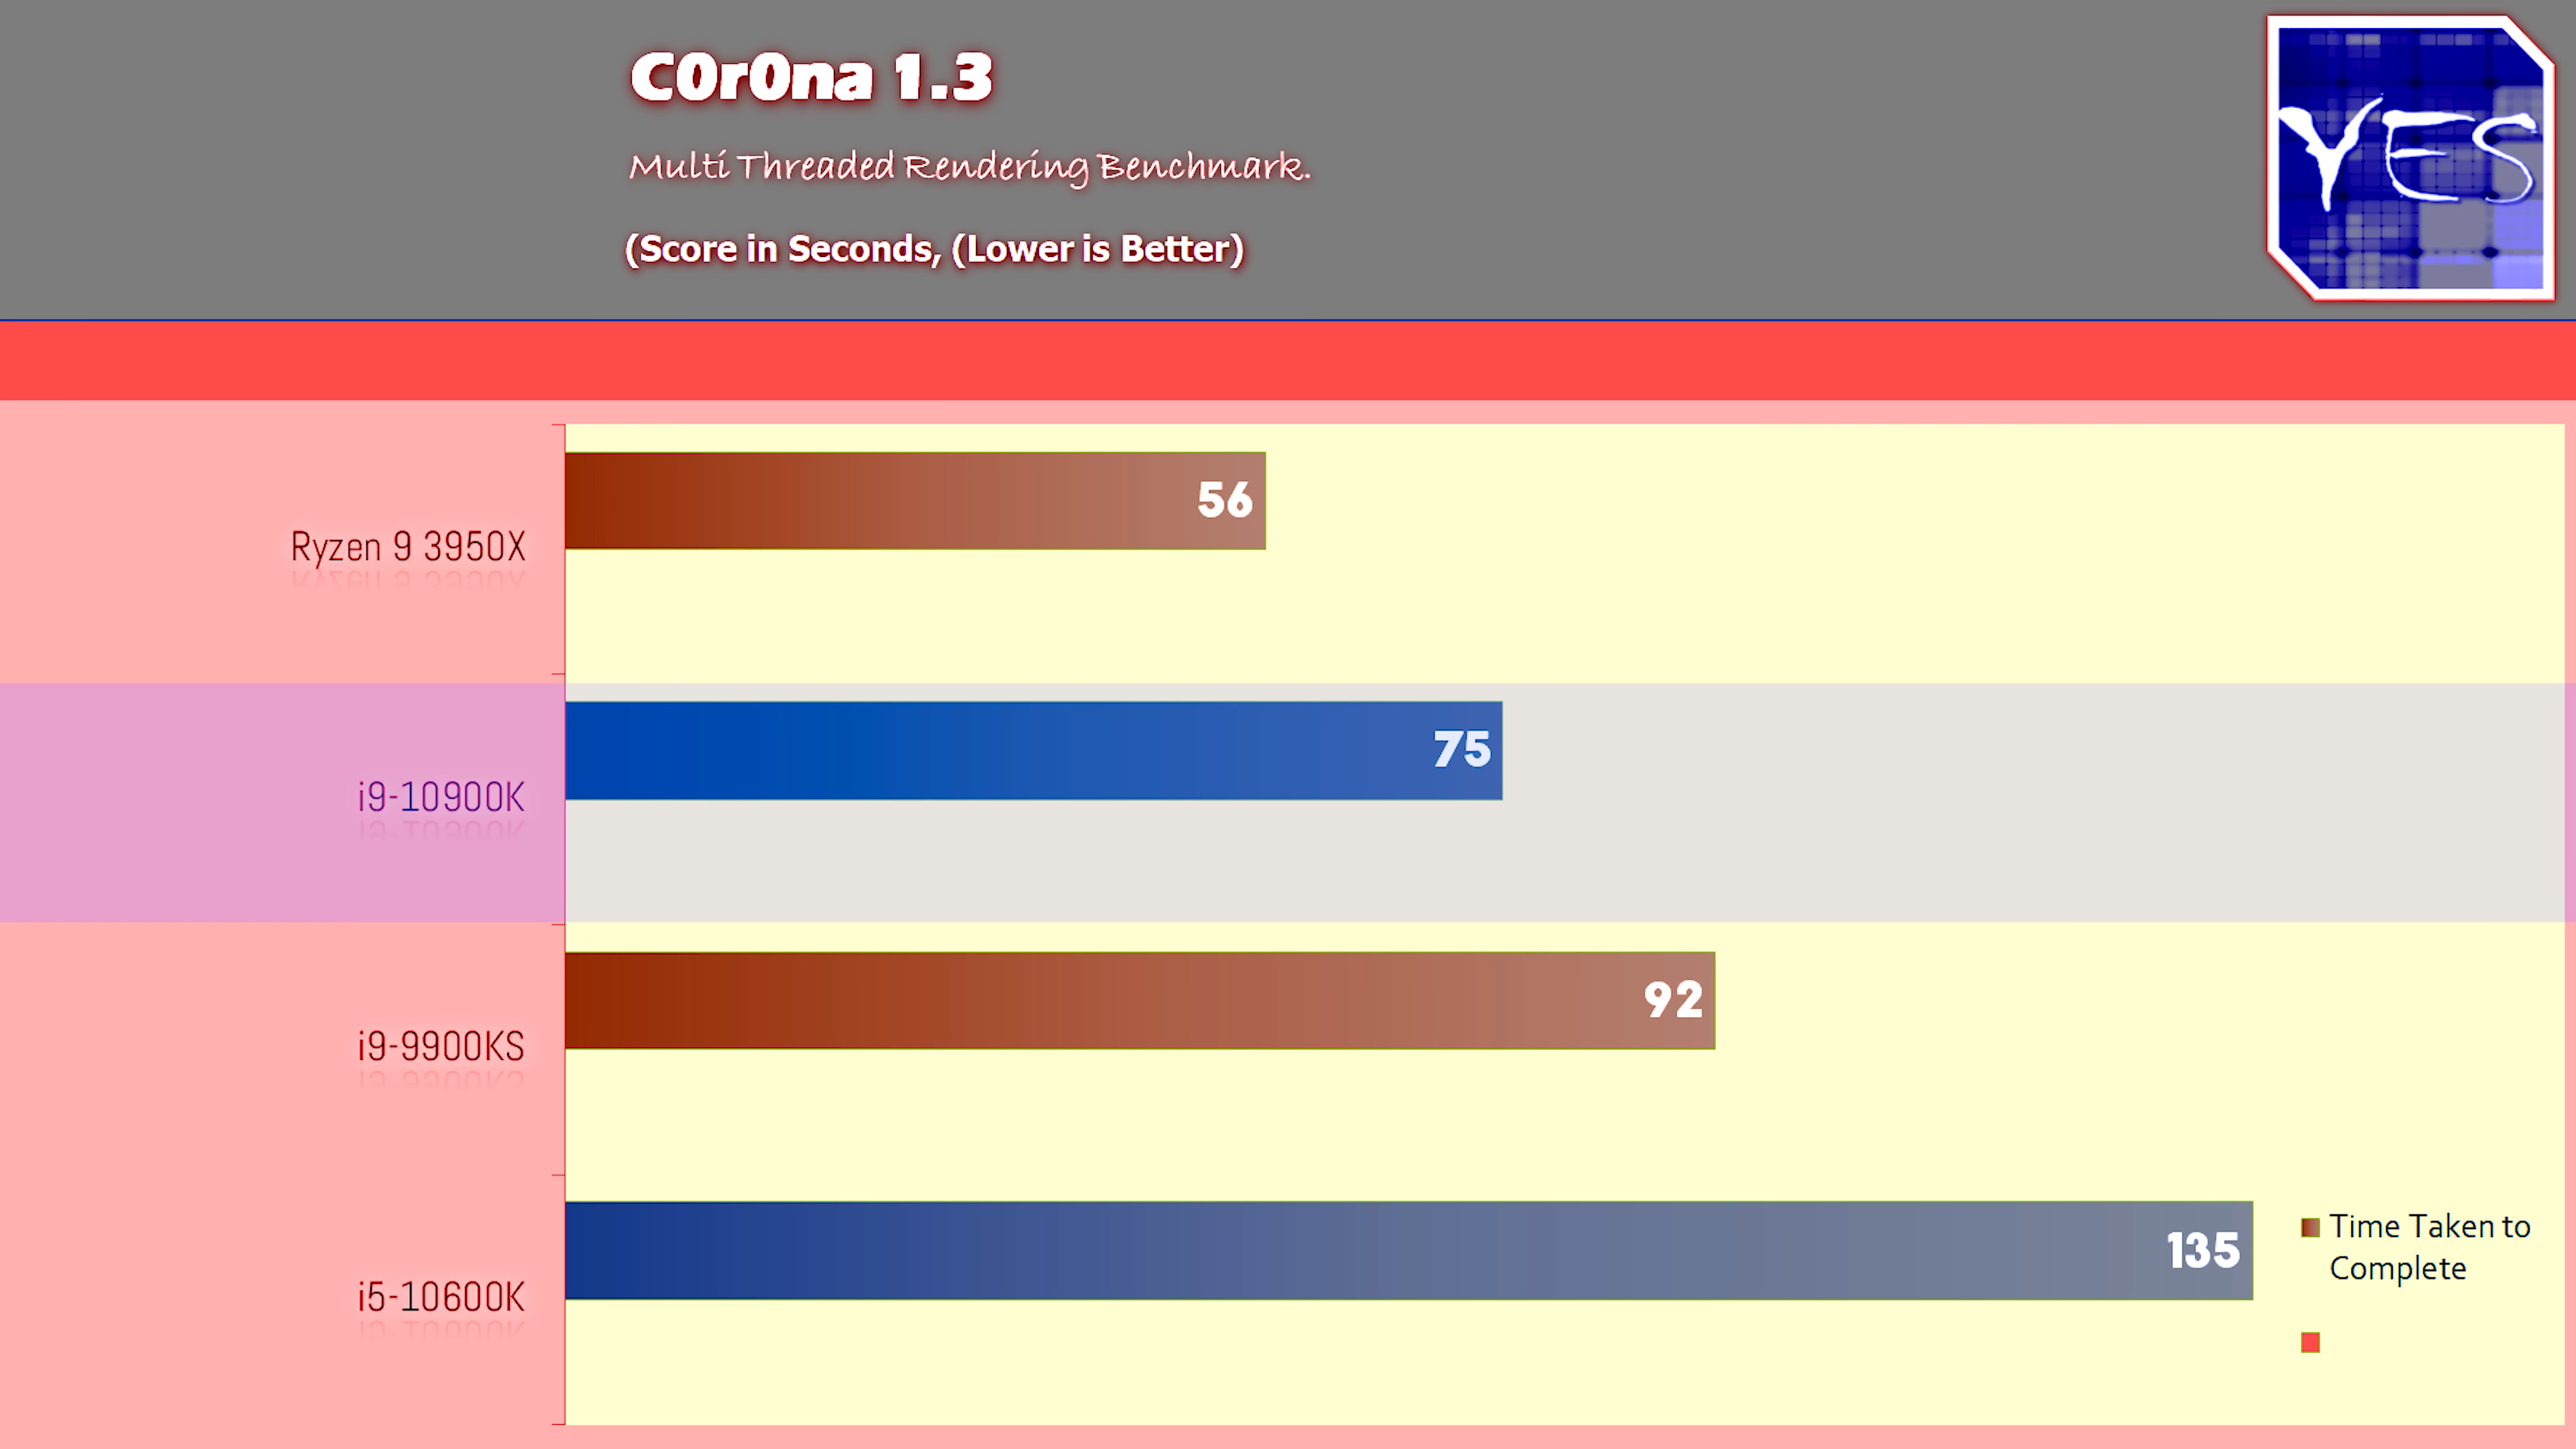 C0r0na 1.3
Multi Threaded Rendering Benchmark.
(Score in Seconds, (Lower is Better)
YES
Ryzen 9 3950X
56
i9-10900K
75
i9-9900KS
92
i5-10600K
135
Time Taken to
Complete